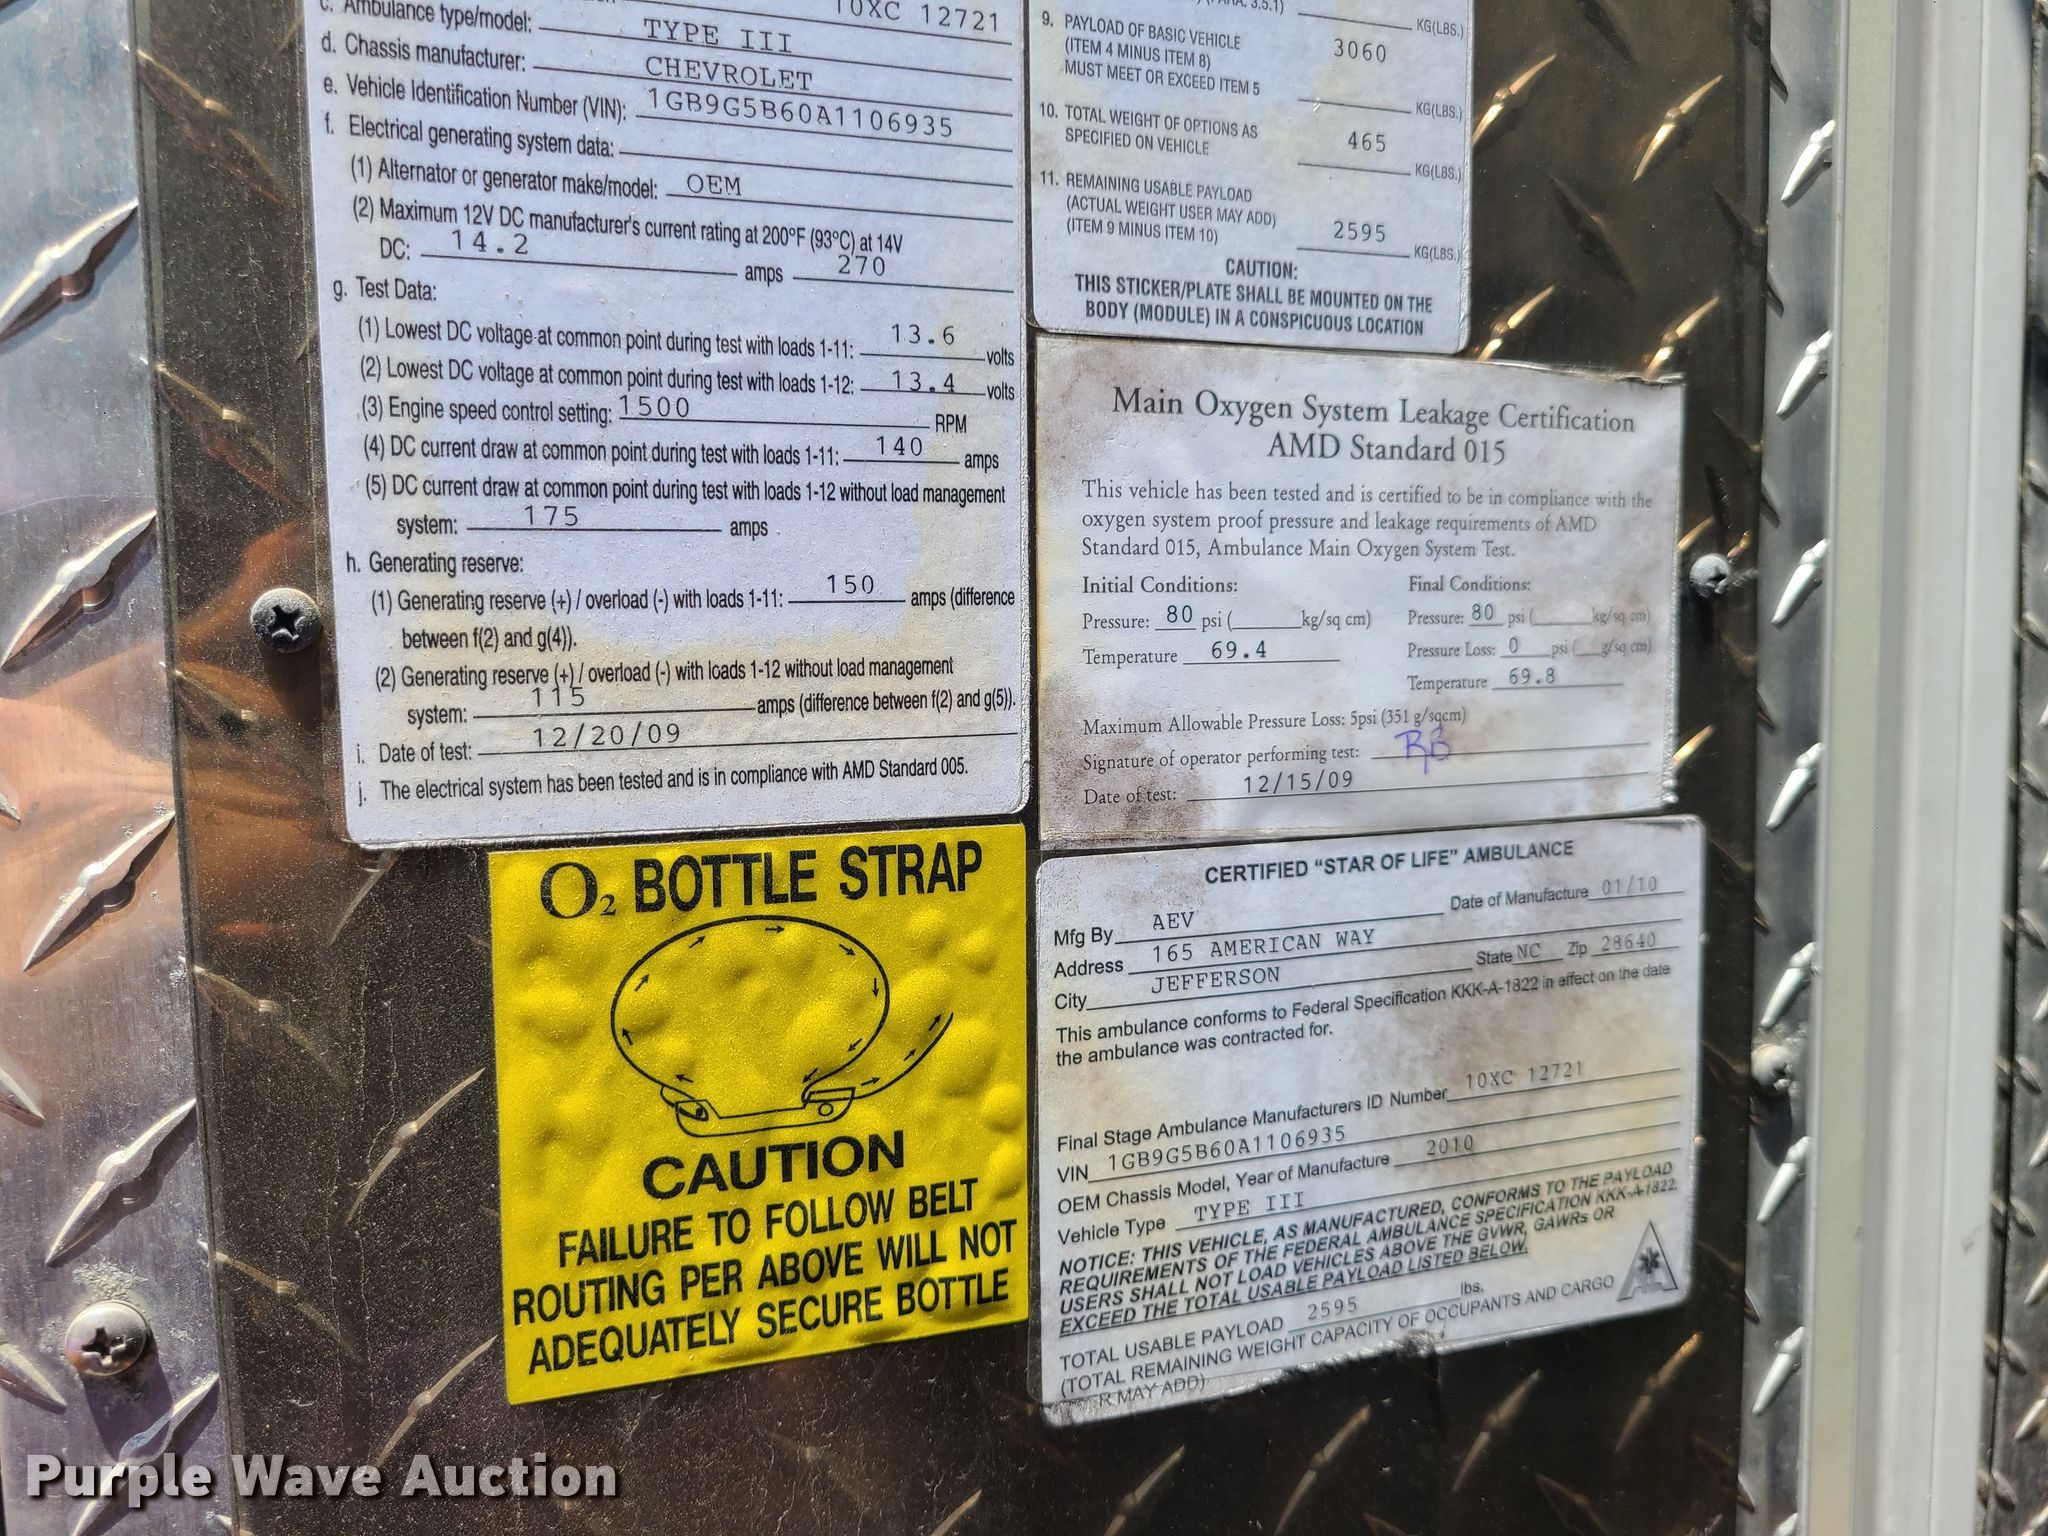 c. Ambulance type/model: TYPE III
10XC 12721
d. Chassis manufacturer: CHEVROLET
e. Vehicle Identification Number (VIN): 1GB9G5B60A1106935
f. Electrical generating system data:
(1) Alternator or generator make/model: OEM
(2) Maximum 12V DC manufacturer's current rating at 200°F (93°C) at 14V
DC: 14.2 amps 270
g. Test Data:
(1) Lowest DC voltage at common point during test with loads 1-11: 13.6 volts
(2) Lowest DC voltage at common point during test with loads 1-12: 13.4 volts
(3) Engine speed control setting: 1500 RPM
(4) DC current draw at common point during test with loads 1-11: 140 amps
(5) DC current draw at common point during test with loads 1-12 without load management
system: 175 amps
h. Generating reserve:
(1) Generating reserve (+) / overload (-) with loads 1-11: 150 amps (difference
between f(2) and g(4)).
(2) Generating reserve (+) / overload (-) with loads 1-12 without load management
system: 115 amps (difference between f(2) and g(5)).
i. Date of test: 12/20/09
j. The electrical system has been tested and is in compliance with AMD Standard 005.
(PARA. 3.5.1) KG(LBS.)
9. PAYLOAD OF BASIC VEHICLE
(ITEM 4 MINUS ITEM 8) 3060
MUST MEET OR EXCEED ITEM 5 KG(LBS.)
10. TOTAL WEIGHT OF OPTIONS AS
SPECIFIED ON VEHICLE 465 KG(LBS.)
11. REMAINING USABLE PAYLOAD
(ACTUAL WEIGHT USER MAY ADD)
(ITEM 9 MINUS ITEM 10) 2595 KG(LBS.)
CAUTION:
THIS STICKER/PLATE SHALL BE MOUNTED ON THE
BODY (MODULE) IN A CONSPICUOUS LOCATION
Main Oxygen System Leakage Certification
AMD Standard 015
This vehicle has been tested and is certified to be in compliance with the
oxygen system proof pressure and leakage requirements of AMD
Standard 015, Ambulance Main Oxygen System Test.
Initial Conditions: Final Conditions:
Pressure: 80 psi ( kg/sq cm) Pressure: 80 psi ( kg/sq cm)
Temperature 69.4 Pressure Loss: 0 psi ( g/sq cm)
Temperature 69.8
Maximum Allowable Pressure Loss: 5psi (351 g/sqcm)
Signature of operator performing test: RB
Date of test: 12/15/09
O2 BOTTLE STRAP
CAUTION
FAILURE TO FOLLOW BELT
ROUTING PER ABOVE WILL NOT
ADEQUATELY SECURE BOTTLE
CERTIFIED "STAR OF LIFE" AMBULANCE
Mfg By AEV Date of Manufacture 01/10
Address 165 AMERICAN WAY
City JEFFERSON State NC Zip 28640
This ambulance conforms to Federal Specification KKK-A-1822 in effect on the date
the ambulance was contracted for.
Final Stage Ambulance Manufacturers ID Number 10XC 12721
VIN 1GB9G5B60A1106935
OEM Chassis Model, Year of Manufacture 2010
Vehicle Type TYPE III
NOTICE: THIS VEHICLE, AS MANUFACTURED, CONFORMS TO THE PAYLOAD
REQUIREMENTS OF THE FEDERAL AMBULANCE SPECIFICATION KKK-A-1822.
USERS SHALL NOT LOAD VEHICLES ABOVE THE GVWR, GAWRs OR
EXCEED THE TOTAL USABLE PAYLOAD LISTED BELOW.
TOTAL USABLE PAYLOAD 2595 lbs.
(TOTAL REMAINING WEIGHT CAPACITY OF OCCUPANTS AND CARGO
MAY ADD)
Purple Wave Auction